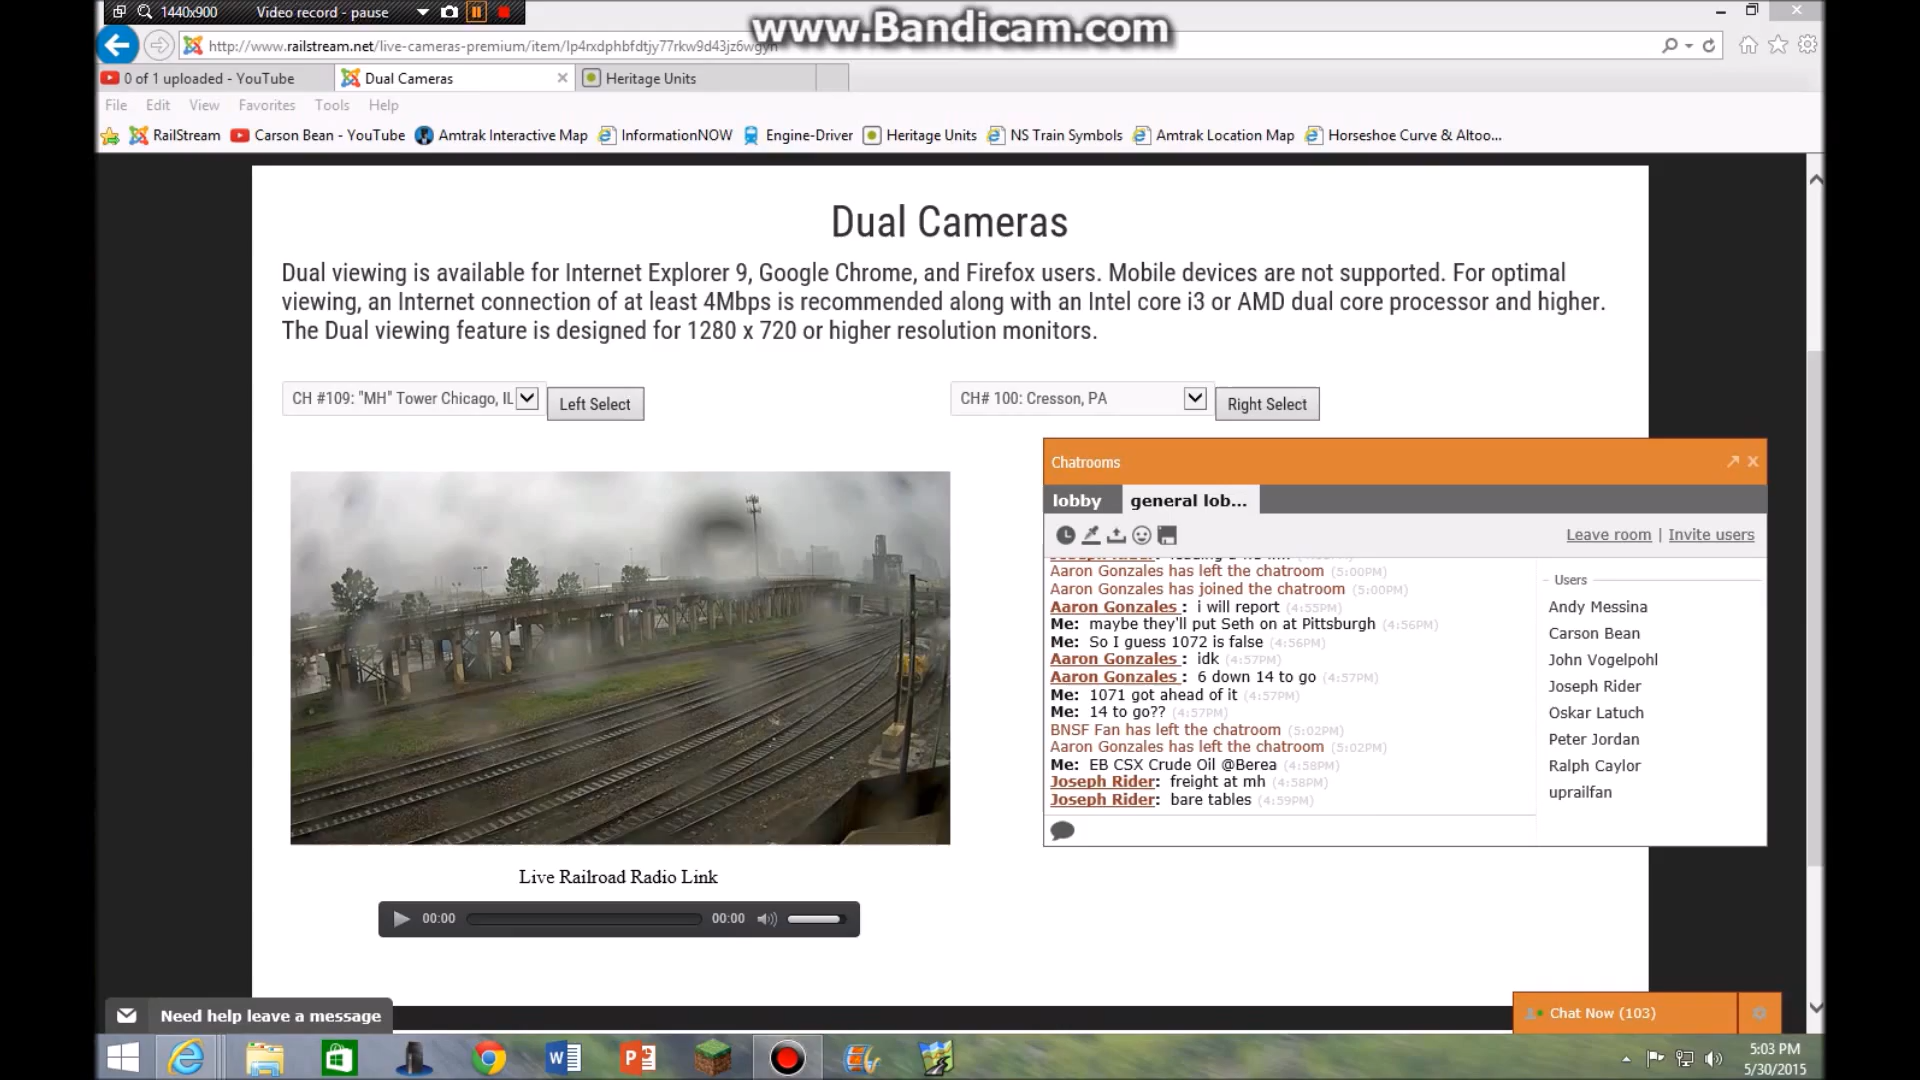 1440x900 Video record - pause
www.Bandicam.com
http://www.railstream.net/live-cameras-premium/item/lp4rxdphbfdtjy77rkw9d43jz6wgyn
0 of 1 uploaded - YouTube
Dual Cameras
Heritage Units
File Edit View Favorites Tools Help
RailStream Carson Bean - YouTube Amtrak Interactive Map InformationNOW Engine-Driver Heritage Units NS Train Symbols Amtrak Location Map Horseshoe Curve & Altoo...
Dual Cameras
Dual viewing is available for Internet Explorer 9, Google Chrome, and Firefox users. Mobile devices are not supported. For optimal
viewing, an Internet connection of at least 4Mbps is recommended along with an Intel core i3 or AMD dual core processor and higher.
The Dual viewing feature is designed for 1280 x 720 or higher resolution monitors.
CH #109: "MH" Tower Chicago, IL
Left Select
CH# 100: Cresson, PA
Right Select
Chatrooms
lobby
general lob...
Leave room | Invite users
Aaron Gonzales has left the chatroom (5:00PM)
Aaron Gonzales has joined the chatroom (5:00PM)
Aaron Gonzales : i will report (4:55PM)
Me: maybe they'll put Seth on at Pittsburgh (4:56PM)
Me: So I guess 1072 is false (4:56PM)
Aaron Gonzales : idk (4:57PM)
Aaron Gonzales : 6 down 14 to go (4:57PM)
Me: 1071 got ahead of it (4:57PM)
Me: 14 to go?? (4:57PM)
BNSF Fan has left the chatroom (5:02PM)
Aaron Gonzales has left the chatroom (5:02PM)
Me: EB CSX Crude Oil @Berea (4:58PM)
Joseph Rider: freight at mh (4:58PM)
Joseph Rider: bare tables (4:59PM)
Users
Andy Messina
Carson Bean
John Vogelpohl
Joseph Rider
Oskar Latuch
Peter Jordan
Ralph Caylor
uprailfan
Live Railroad Radio Link
00:00 00:00
Need help leave a message
Chat Now (103)
5:03 PM
5/30/2015